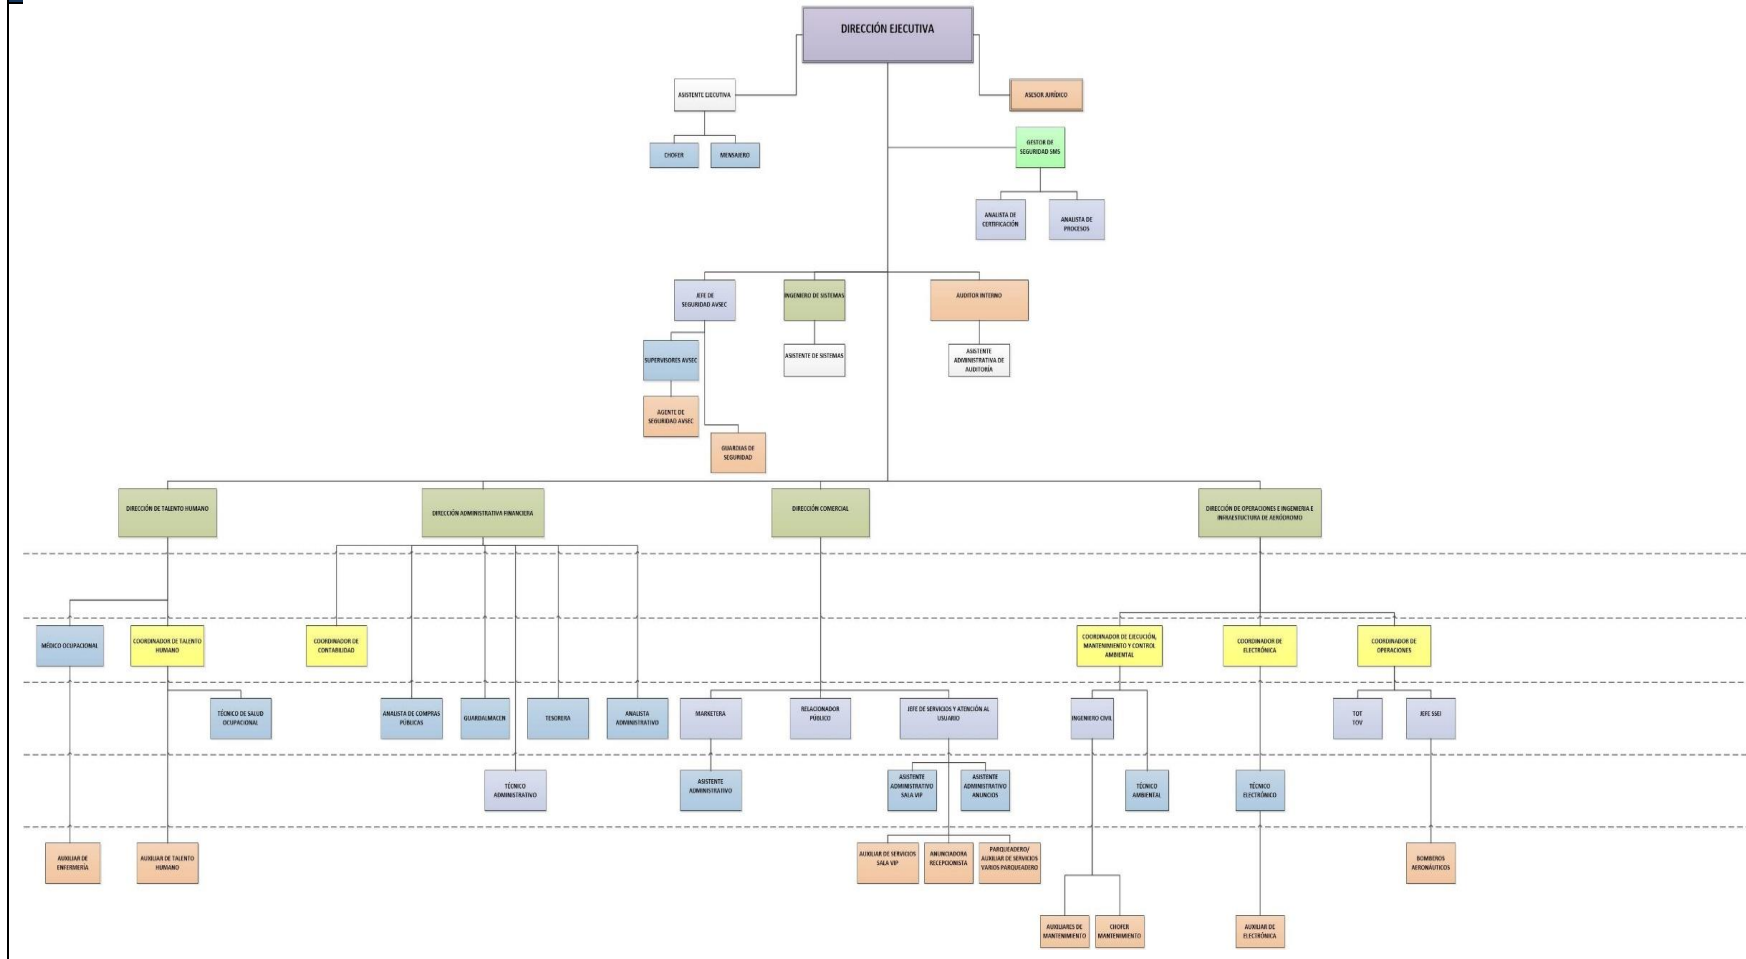 DIRECCIÓN EJECUTIVA
ASISTENTE EJECUTIVA
ASESOR JURÍDICO
CHOFER
MENSAJERO
GESTOR DE
SEGURIDAD SMS
ANALISTA DE
CERTIFICACIÓN
ANALISTA DE
PROCESOS
JEFE DE
SEGURIDAD AVSEC
INGENIERO DE SISTEMAS
AUDITOR INTERNO
SUPERVISORES AVSEC
ASISTENTE DE SISTEMAS
ASISTENTE
ADMINISTRATIVA DE
AUDITORÍA
AGENTE DE
SEGURIDAD AVSEC
GUARDIAS DE
SEGURIDAD
DIRECCIÓN DE TALENTO HUMANO
DIRECCIÓN ADMINISTRATIVA FINANCIERA
DIRECCIÓN COMERCIAL
DIRECCIÓN DE OPERACIONES E INGENIERIA E
INFRAESTUCTURA DE AERÓDROMO
MÉDICO OCUPACIONAL
COORDINADOR DE TALENTO
HUMANO
COORDINADOR DE
CONTABILIDAD
COORDINADOR DE EJECUCIÓN,
MANTENIMIENTO Y CONTROL
AMBIENTAL
COORDINADOR DE
ELECTRÓNICA
COORDINADOR DE
OPERACIONES
TÉCNICO DE SALUD
OCUPACIONAL
ANALISTA DE COMPRAS
PÚBLICAS
GUARDALMACEN
TESORERA
ANALISTA
ADMINISTRATIVO
MARKETERA
RELACIONADOR
PÚBLICO
JEFE DE SERVICIOS Y ATENCIÓN AL
USUARIO
INGENIERO CIVIL
TOT
TOV
JEFE SSEI
TÉCNICO
ADMINISTRATIVO
ASISTENTE
ADMINISTRATIVO
ASISTENTE
ADMINISTRATIVO
SALA VIP
ASISTENTE
ADMINISTRATIVO
ANUNCIOS
TÉCNICO
AMBIENTAL
TÉCNICO
ELECTRÓNICO
AUXILIAR DE
ENFERMERÍA
AUXILIAR DE TALENTO
HUMANO
AUXILIAR DE SERVICIOS
SALA VIP
ANUNCIADORA
RECEPCIONISTA
PARQUEADERO/
AUXILIAR DE SERVICIOS
VARIOS PARQUEADERO
BOMBEROS
AERONÁUTICOS
AUXILIARES DE
MANTENIMIENTO
CHOFER
MANTENIMIENTO
AUXILIAR DE
ELECTRÓNICA